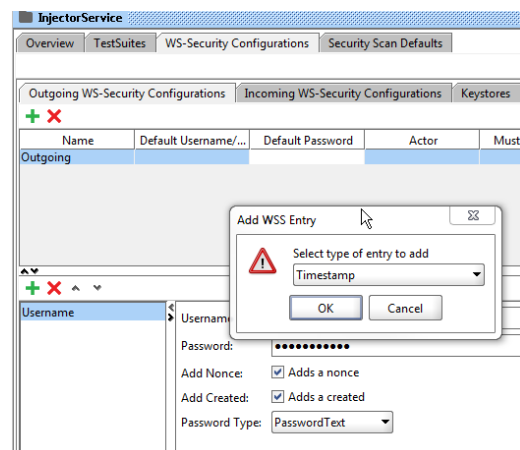 InjectorService
Overview TestSuites WS-Security Configurations Security Scan Defaults
Outgoing WS-Security Configurations Incoming WS-Security Configurations Keystores
Name Default Username/... Default Password Actor Must
Outgoing
Add WSS Entry
Select type of entry to add
Timestamp
OK Cancel
Username
Usernam
Password:
Add Nonce: Adds a nonce
Add Created: Adds a created
Password Type: PasswordText